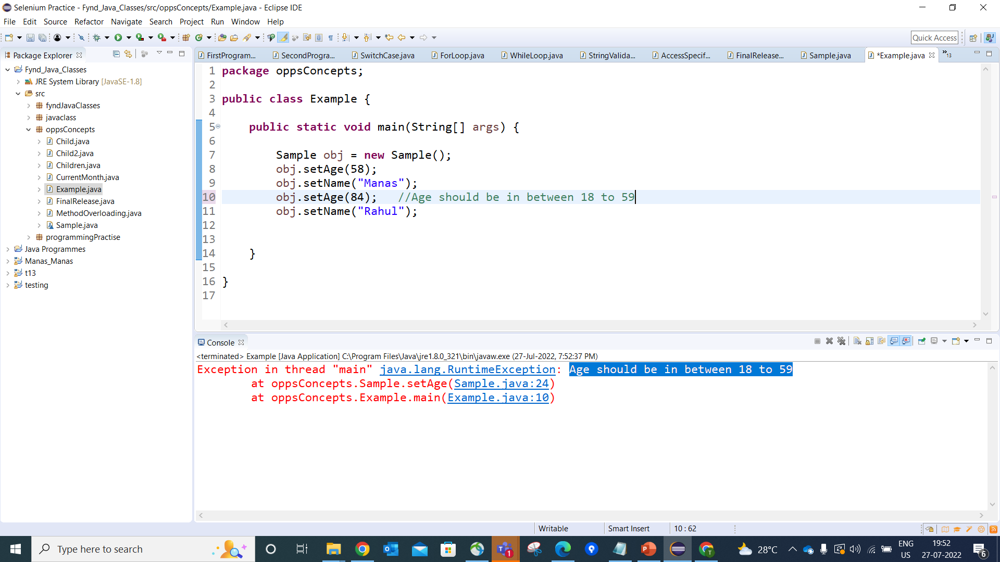 Selenium Practice - Fynd_Java_Classes/src/oppsConcepts/Example.java - Eclipse IDE
File Edit Source Refactor Navigate Search Project Run Window Help
Quick Access
Package Explorer
FirstProgram... SecondProgra... SwitchCase.java ForLoop.java WhileLoop.java StringValida... AccessSpecif... FinalRelease... Sample.java *Example.java »13
Fynd_Java_Classes
JRE System Library [JavaSE-1.8]
src
fyndJavaClasses
javaclass
oppsConcepts
Child.java
Child2.java
Children.java
CurrentMonth.java
Example.java
FinalRelease.java
MethodOverloading.java
Sample.java
programmingPractise
Java Programmes
Manas_Manas
t13
testing
1 package oppsConcepts;
2
3 public class Example {
4
5 public static void main(String[] args) {
6
7 Sample obj = new Sample();
8 obj.setAge(58);
9 obj.setName("Manas");
10 obj.setAge(84); //Age should be in between 18 to 59
11 obj.setName("Rahul");
12
13
14 }
15
16 }
17
Console
<terminated> Example [Java Application] C:\Program Files\Java\jre1.8.0_321\bin\javaw.exe (27-Jul-2022, 7:52:37 PM)
Exception in thread "main" java.lang.RuntimeException: Age should be in between 18 to 59
at oppsConcepts.Sample.setAge(Sample.java:24)
at oppsConcepts.Example.main(Example.java:10)
Writable Smart Insert 10 : 62
Type here to search
1
28°C
ENG
US
19:52
27-07-2022
6